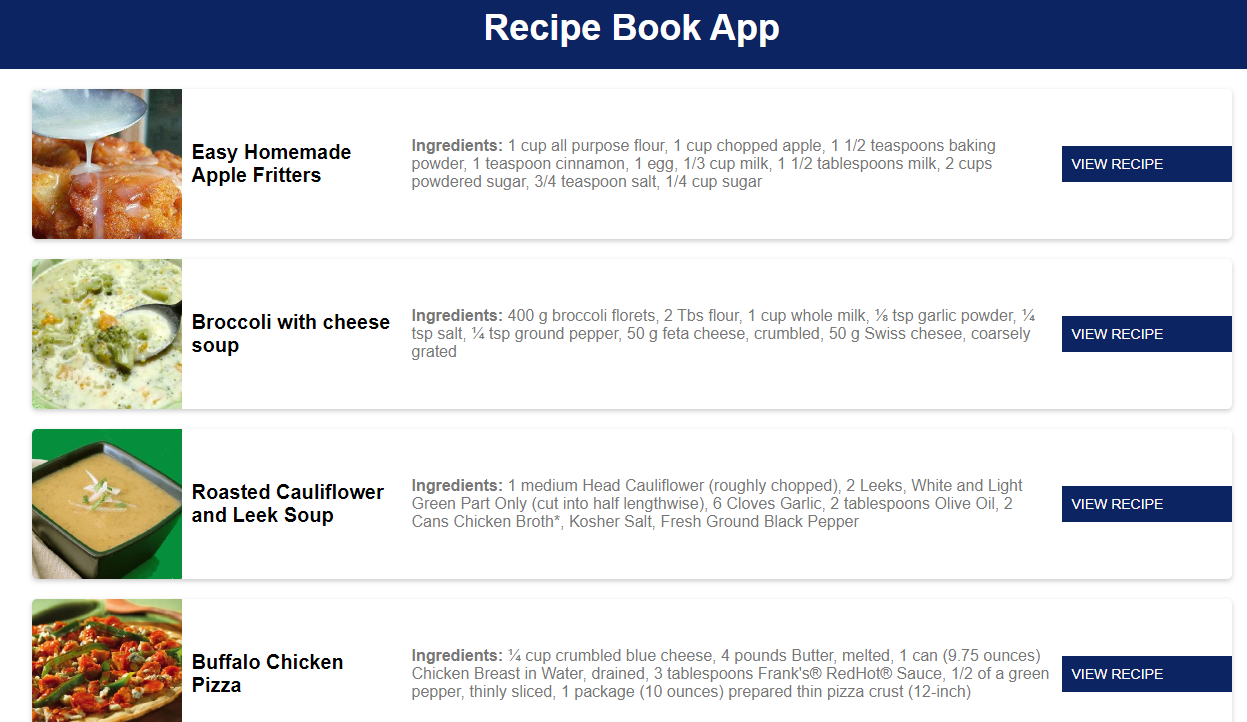 Recipe Book App
Easy Homemade
Apple Fritters
Ingredients: 1 cup all purpose flour, 1 cup chopped apple, 1 1/2 teaspoons baking
powder, 1 teaspoon cinnamon, 1 egg, 1/3 cup milk, 1 1/2 tablespoons milk, 2 cups
powdered sugar, 3/4 teaspoon salt, 1/4 cup sugar
VIEW RECIPE
Broccoli with cheese
soup
Ingredients: 400 g broccoli florets, 2 Tbs flour, 1 cup whole milk, ⅛ tsp garlic powder, ¼
tsp salt, ¼ tsp ground pepper, 50 g feta cheese, crumbled, 50 g Swiss chesee, coarsely
grated
VIEW RECIPE
Roasted Cauliflower
and Leek Soup
Ingredients: 1 medium Head Cauliflower (roughly chopped), 2 Leeks, White and Light
Green Part Only (cut into half lengthwise), 6 Cloves Garlic, 2 tablespoons Olive Oil, 2
Cans Chicken Broth*, Kosher Salt, Fresh Ground Black Pepper
VIEW RECIPE
Buffalo Chicken
Pizza
Ingredients: ¼ cup crumbled blue cheese, 4 pounds Butter, melted, 1 can (9.75 ounces)
Chicken Breast in Water, drained, 3 tablespoons Frank's® RedHot® Sauce, 1/2 of a green
pepper, thinly sliced, 1 package (10 ounces) prepared thin pizza crust (12-inch)
VIEW RECIPE